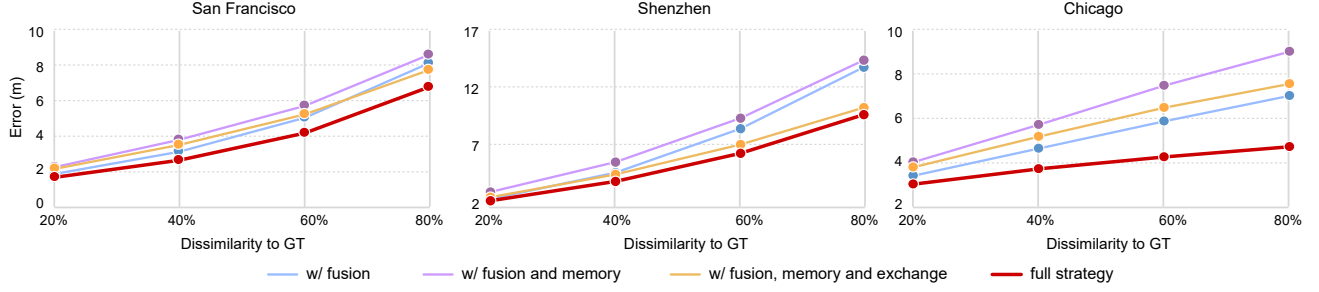 San Francisco
Shenzhen
Chicago
Error (m)
10
8
6
4
2
0
20%
40%
60%
80%
Dissimilarity to GT
17
12
7
2
20%
40%
60%
80%
Dissimilarity to GT
10
8
6
4
2
20%
40%
60%
80%
Dissimilarity to GT
w/ fusion
w/ fusion and memory
w/ fusion, memory and exchange
full strategy